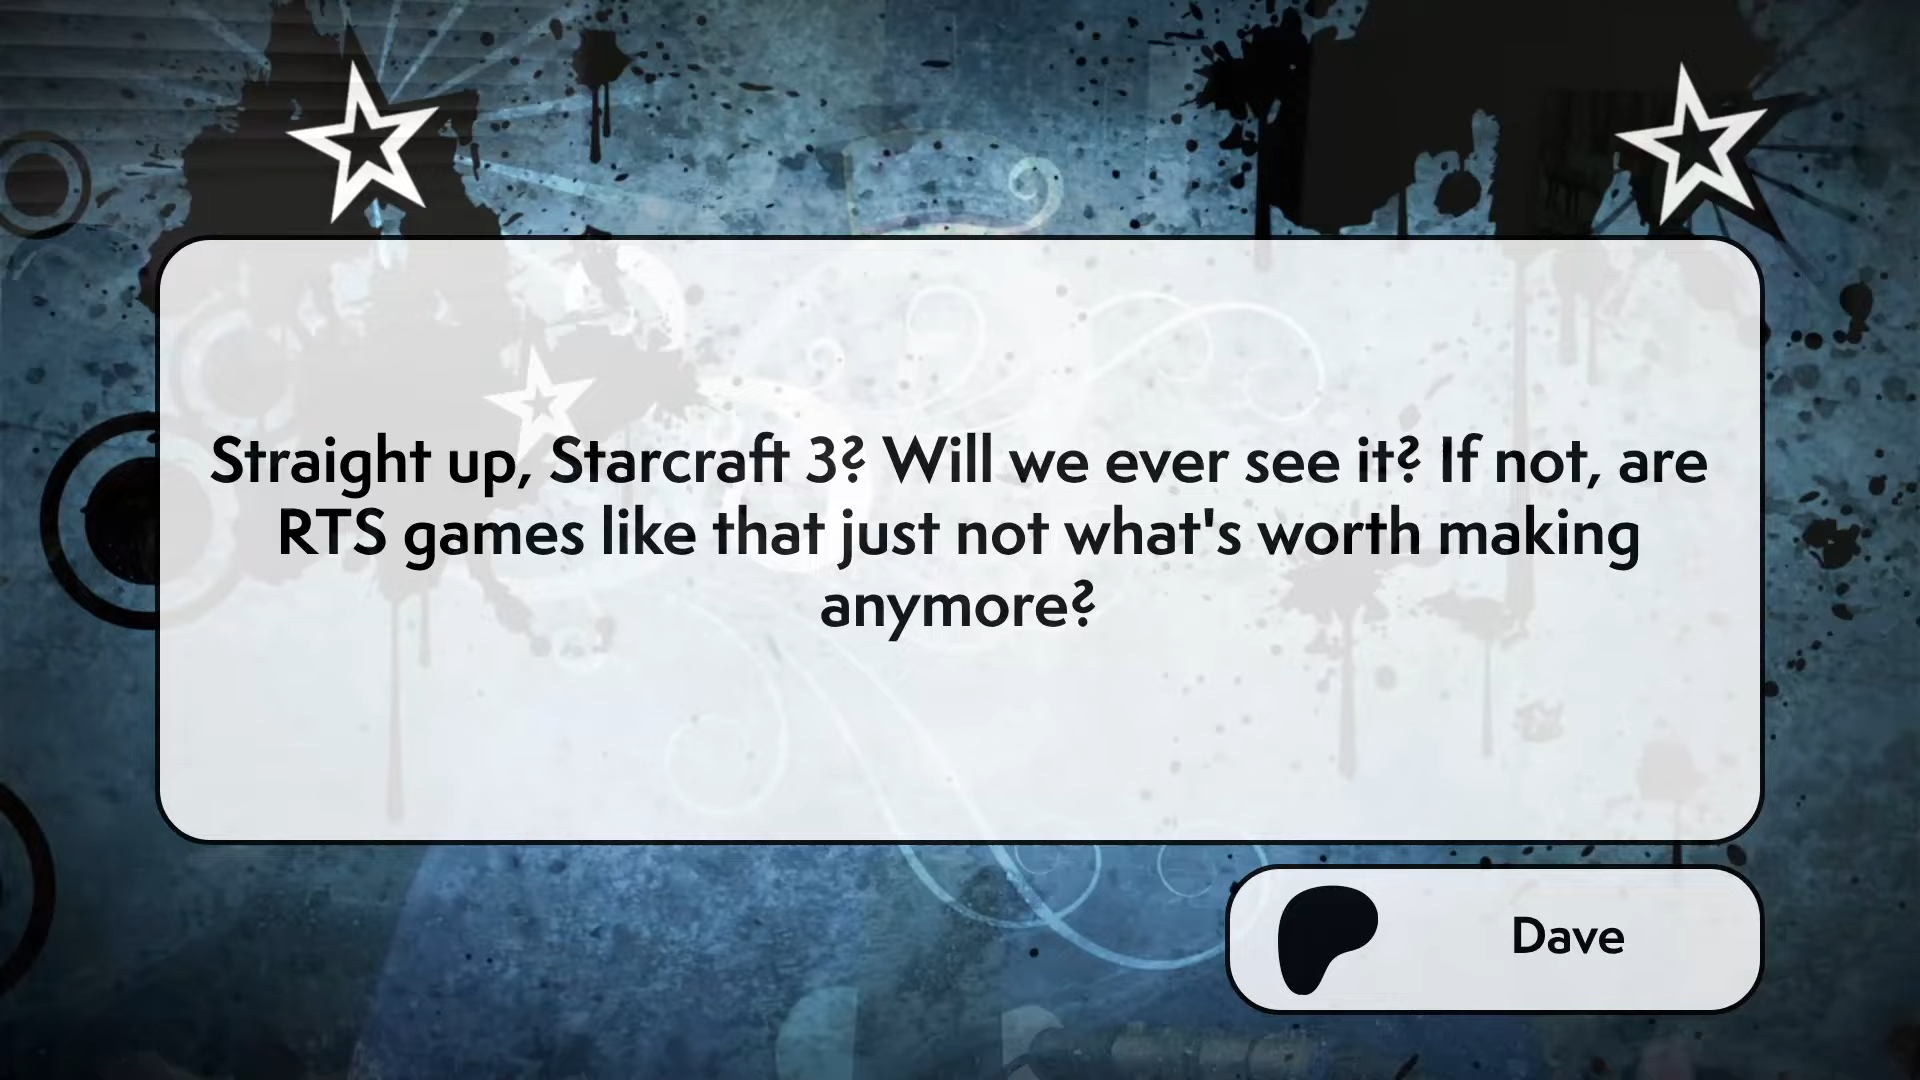 Straight up, Starcraft 3? Will we ever see it? If not, are
RTS games like that just not what's worth making
anymore?
Dave